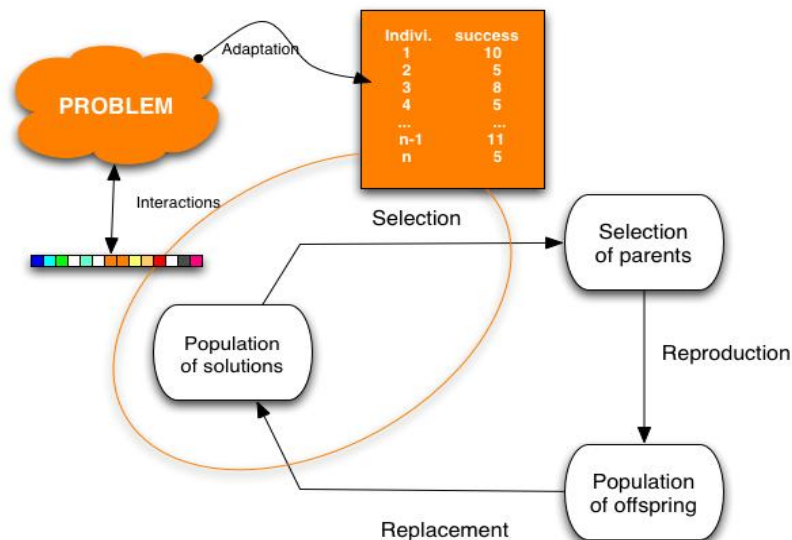 Adaptation
PROBLEM
Indivi. success
1 10
2 5
3 8
4 5
... ...
n-1 11
n 5
Interactions
Selection
Selection
of parents
Population
of solutions
Reproduction
Population
of offspring
Replacement